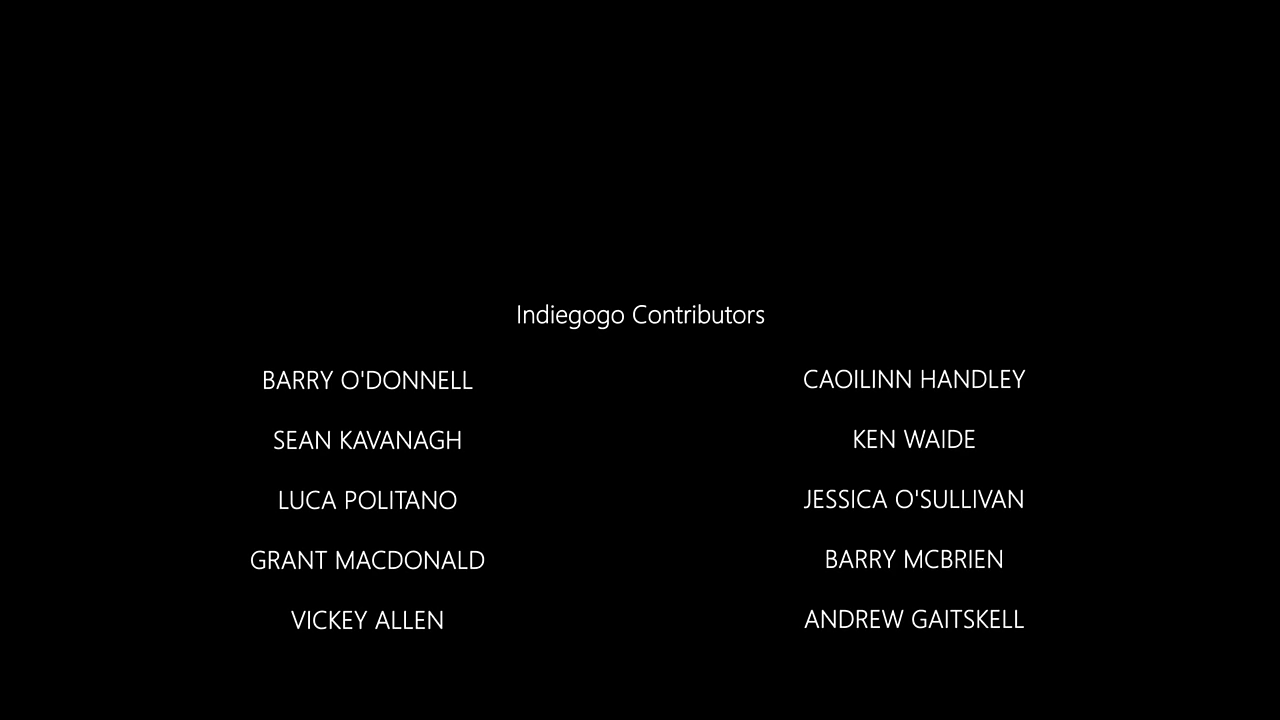 Indiegogo Contributors
BARRY O'DONNELL
CAOILINN HANDLEY
SEAN KAVANAGH
KEN WAIDE
LUCA POLITANO
JESSICA O'SULLIVAN
GRANT MACDONALD
BARRY MCBRIEN
VICKEY ALLEN
ANDREW GAITSKELL